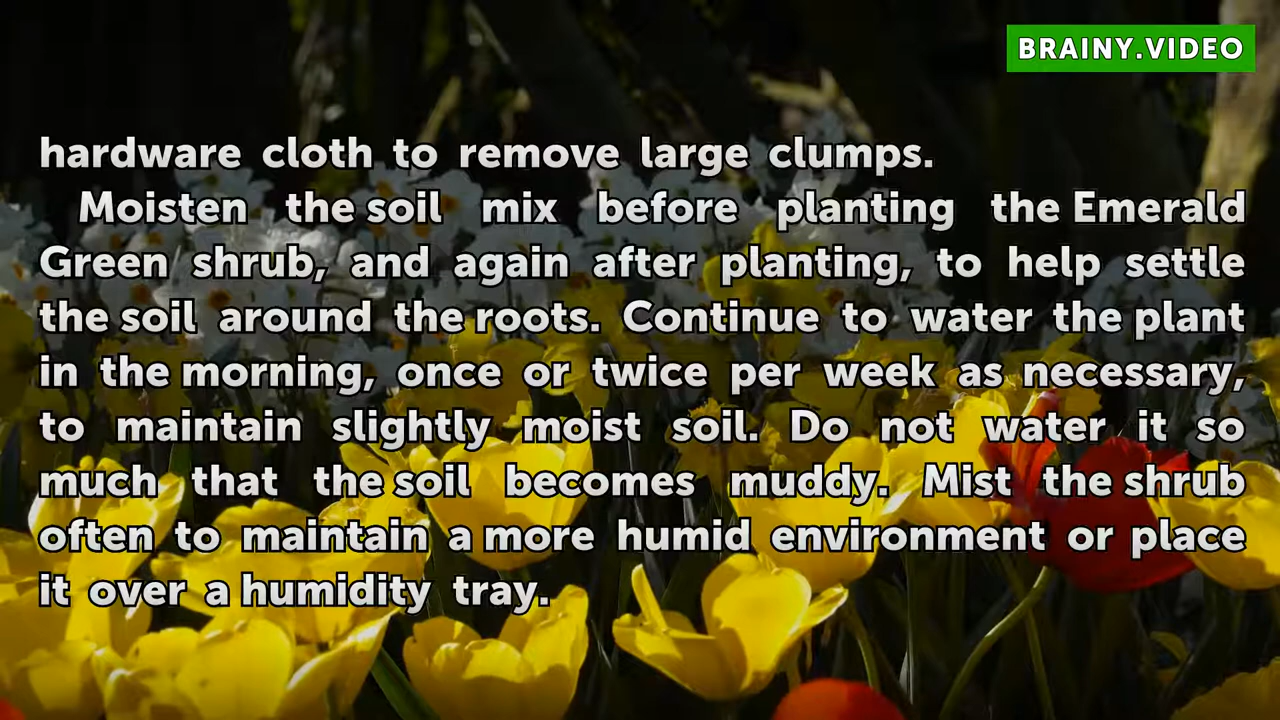 BRAINY.VIDEO
hardware cloth to remove large clumps.
Moisten the soil mix before planting the Emerald
Green shrub, and again after planting, to help settle
the soil around the roots. Continue to water the plant
in the morning, once or twice per week as necessary,
to maintain slightly moist soil. Do not water it so
much that the soil becomes muddy. Mist the shrub
often to maintain a more humid environment or place
it over a humidity tray.